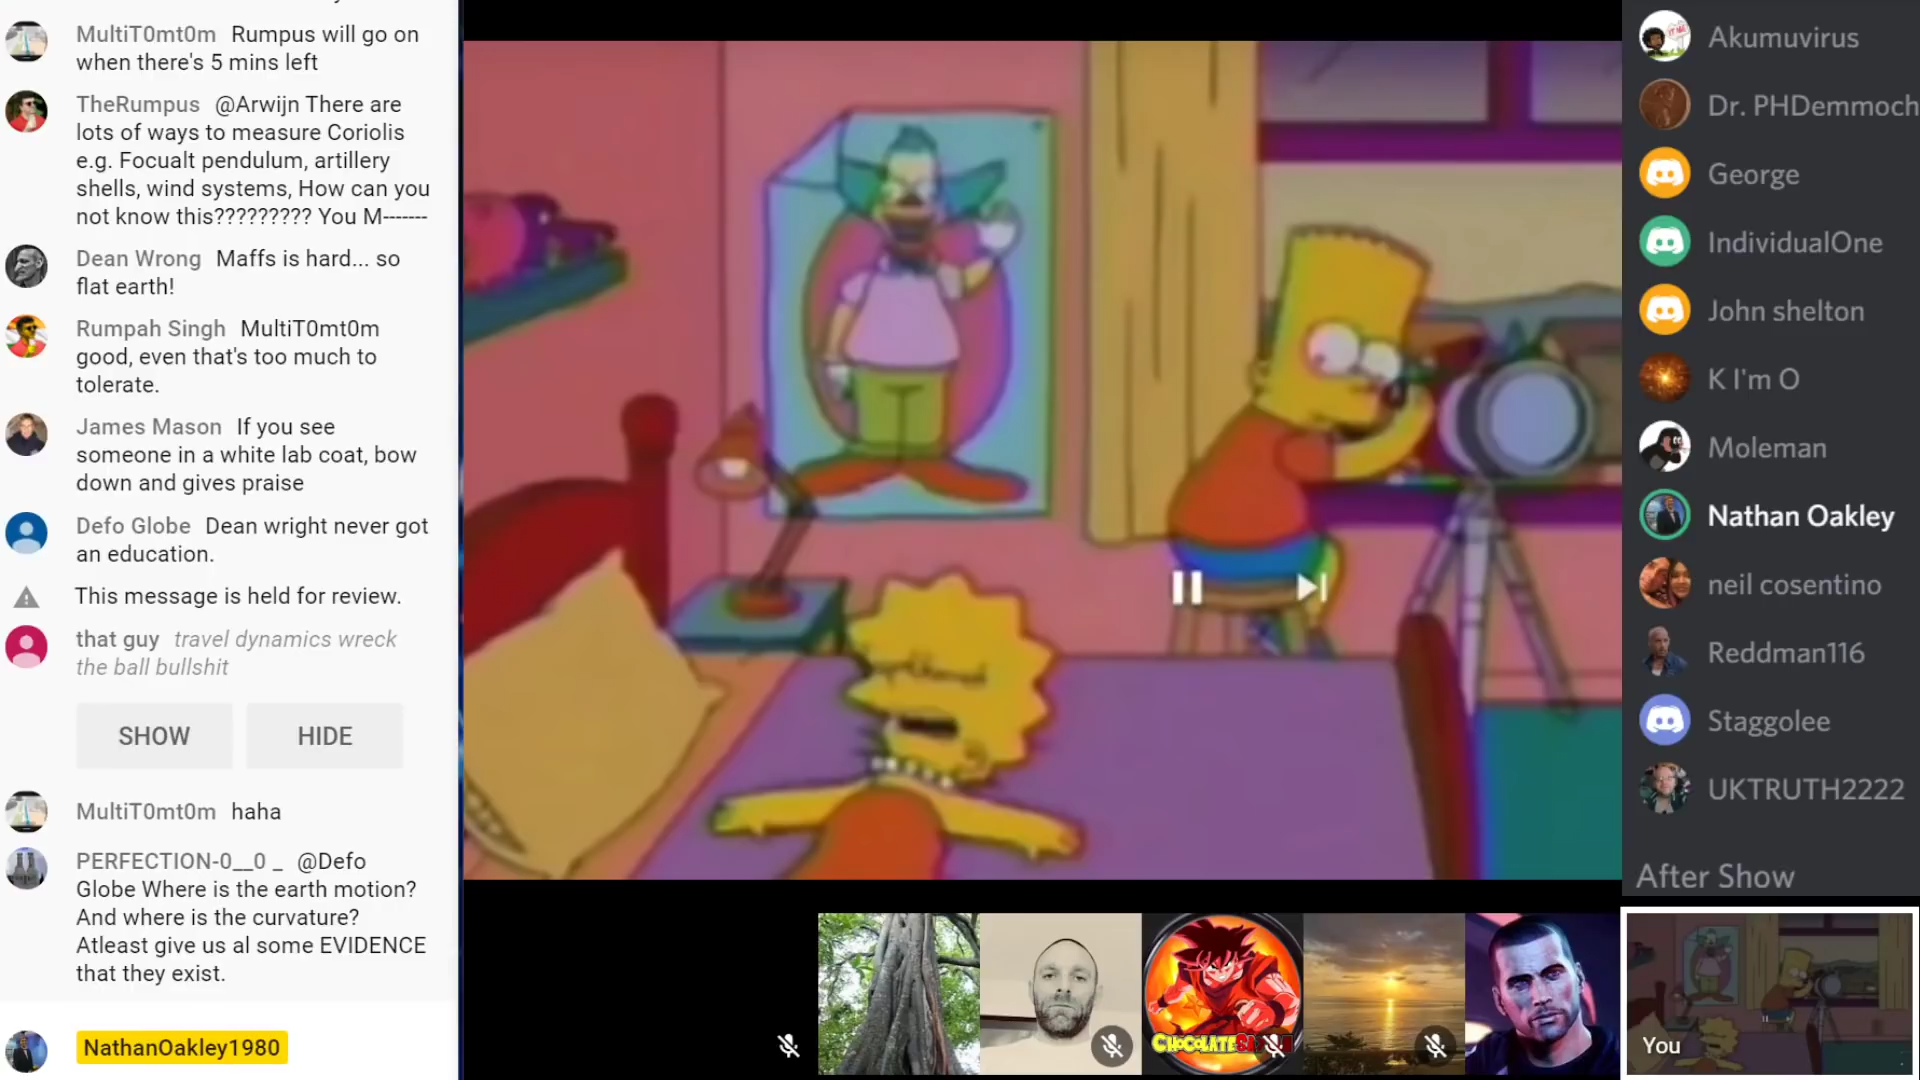 MultiT0mt0m Rumpus will go on
when there's 5 mins left
TheRumpus @Arwijn There are
lots of ways to measure Coriolis
e.g. Focualt pendulum, artillery
shells, wind systems, How can you
not know this????????? You M-------
Dean Wrong Maffs is hard... so
flat earth!
Rumpah Singh MultiT0mt0m
good, even that's too much to
tolerate.
James Mason If you see
someone in a white lab coat, bow
down and gives praise
Defo Globe Dean wright never got
an education.
This message is held for review.
that guy travel dynamics wreck
the ball bullshit
SHOW HIDE
MultiT0mt0m haha
PERFECTION-0__0 _ @Defo
Globe Where is the earth motion?
And where is the curvature?
Atleast give us al some EVIDENCE
that they exist.
NathanOakley1980
Akumuvirus
Dr. PHDemmoch
George
IndividualOne
John shelton
K I'm O
Moleman
Nathan Oakley
neil cosentino
Reddman116
Staggolee
UKTRUTH2222
After Show
You